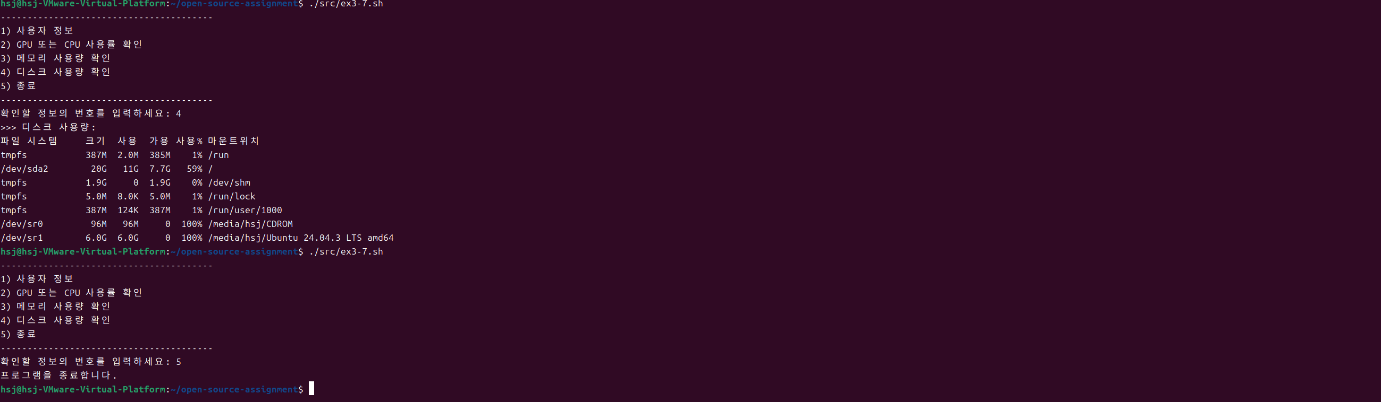 hsj@hsj-VMware-Virtual-Platform:~/open-source-assignment$ ./src/ex3-7.sh
----------------------------------------
1) 사용자 정보
2) GPU 또는 CPU 사용률 확인
3) 메모리 사용량 확인
4) 디스크 사용량 확인
5) 종료
----------------------------------------
확인할 정보의 번호를 입력하세요: 4
>>> 디스크 사용량:
파일 시스템 크기 사용 가용 사용% 마운트위치
tmpfs 387M 2.0M 385M 1% /run
/dev/sda2 20G 11G 7.7G 59% /
tmpfs 1.9G 0 1.9G 0% /dev/shm
tmpfs 5.0M 8.0K 5.0M 1% /run/lock
tmpfs 387M 124K 387M 1% /run/user/1000
/dev/sr0 96M 96M 0 100% /media/hsj/CDROM
/dev/sr1 6.0G 6.0G 0 100% /media/hsj/Ubuntu 24.04.3 LTS amd64
hsj@hsj-VMware-Virtual-Platform:~/open-source-assignment$ ./src/ex3-7.sh
----------------------------------------
1) 사용자 정보
2) GPU 또는 CPU 사용률 확인
3) 메모리 사용량 확인
4) 디스크 사용량 확인
5) 종료
----------------------------------------
확인할 정보의 번호를 입력하세요: 5
프로그램을 종료합니다.
hsj@hsj-VMware-Virtual-Platform:~/open-source-assignment$